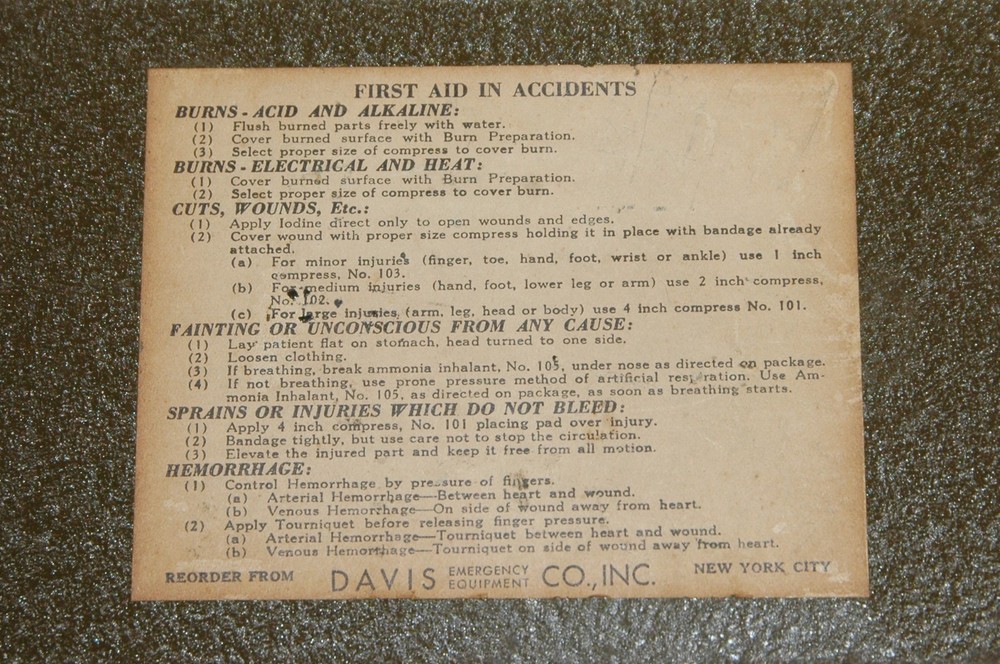 FIRST AID IN ACCIDENTS
BURNS - ACID AND ALKALINE:
(1) Flush burned parts freely with water.
(2) Cover burned surface with Burn Preparation.
(3) Select proper size of compress to cover burn.
BURNS - ELECTRICAL AND HEAT:
(1) Cover burned surface with Burn Preparation.
(2) Select proper size of compress to cover burn.
CUTS, WOUNDS, Etc.:
(1) Apply Iodine direct only to open wounds and edges.
(2) Cover wound with proper size compress holding it in place with bandage already
attached.
(a) For minor injuries (finger, toe, hand, foot, wrist or ankle) use 1 inch
compress, No. 103.
(b) For medium injuries (hand, foot, lower leg or arm) use 2 inch compress,
No. 102.
(c) For large injuries (arm, leg, head or body) use 4 inch compress No. 101.
FAINTING OR UNCONSCIOUS FROM ANY CAUSE:
(1) Lay patient flat on stomach, head turned to one side.
(2) Loosen clothing.
(3) If breathing, break ammonia inhalant, No. 105, under nose as directed on package.
(4) If not breathing, use prone pressure method of artificial respiration. Use Am-
monia Inhalant, No. 105, as directed on package, as soon as breathing starts.
SPRAINS OR INJURIES WHICH DO NOT BLEED:
(1) Apply 4 inch compress, No. 101 placing pad over injury.
(2) Bandage tightly, but use care not to stop the circulation.
(3) Elevate the injured part and keep it free from all motion.
HEMORRHAGE:
(1) Control Hemorrhage by pressure of fingers.
(a) Arterial Hemorrhage—Between heart and wound.
(b) Venous Hemorrhage—On side of wound away from heart.
(2) Apply Tourniquet before releasing finger pressure.
(a) Arterial Hemorrhage—Tourniquet between heart and wound.
(b) Venous Hemorrhage—Tourniquet on side of wound away from heart.
REORDER FROM DAVIS EMERGENCY EQUIPMENT CO., INC. NEW YORK CITY